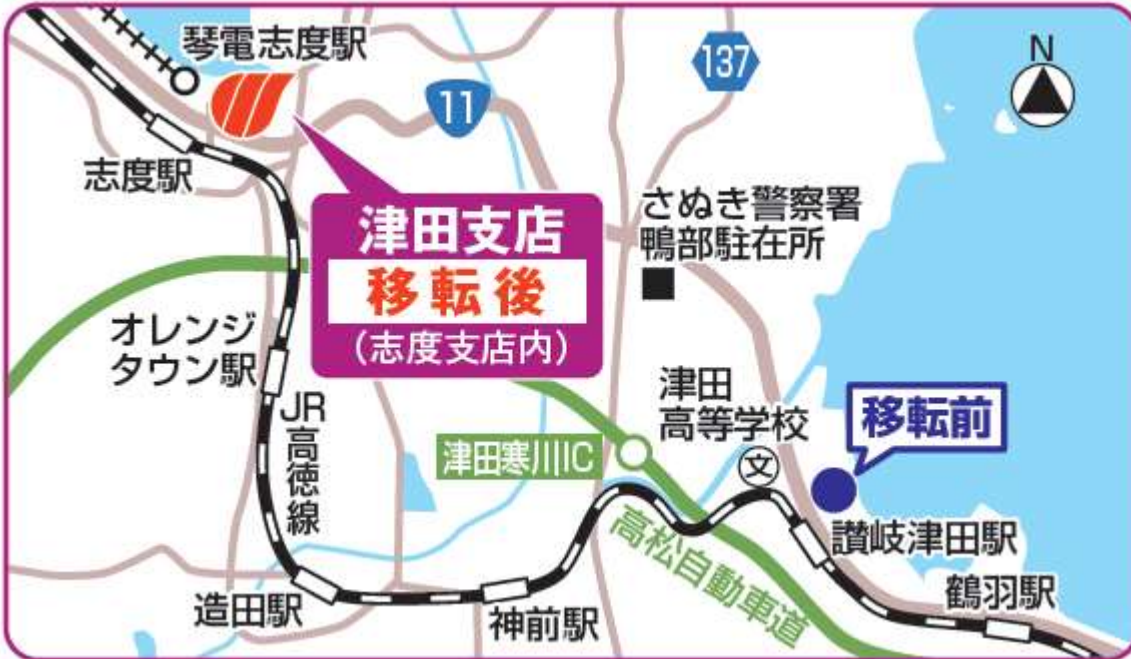 琴電志度駅
137
N
11
志度駅
津田支店
移転後
(志度支店内)
さぬき警察署
鴨部駐在所
オレンジ
タウン駅
JR高徳線
津田
高等学校
移転前
津田寒川IC
文
讃岐津田駅
高松自動車道
鶴羽駅
造田駅
神前駅